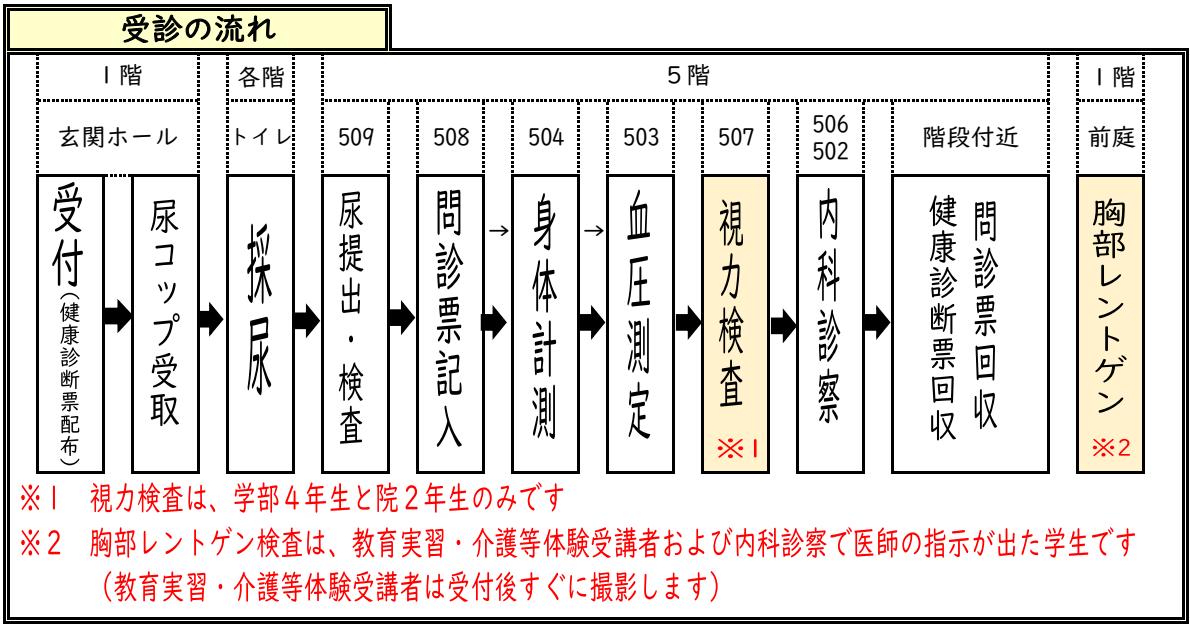 受診の流れ
1階
各階
5階
1階
玄関ホール
トイレ
509
508
504
503
507
506
502
階段付近
前庭
受付(健康診断票配布)
尿コップ受取
採尿
尿提出・検査
問診票記入
→
身体計測
→
血圧測定
視力検査
※1
内科診察
問診票回収
健康診断票回収
胸部レントゲン
※2
※1　視力検査は、学部4年生と院2年生のみです
※2　胸部レントゲン検査は、教育実習・介護等体験受講者および内科診察で医師の指示が出た学生です
（教育実習・介護等体験受講者は受付後すぐに撮影します）